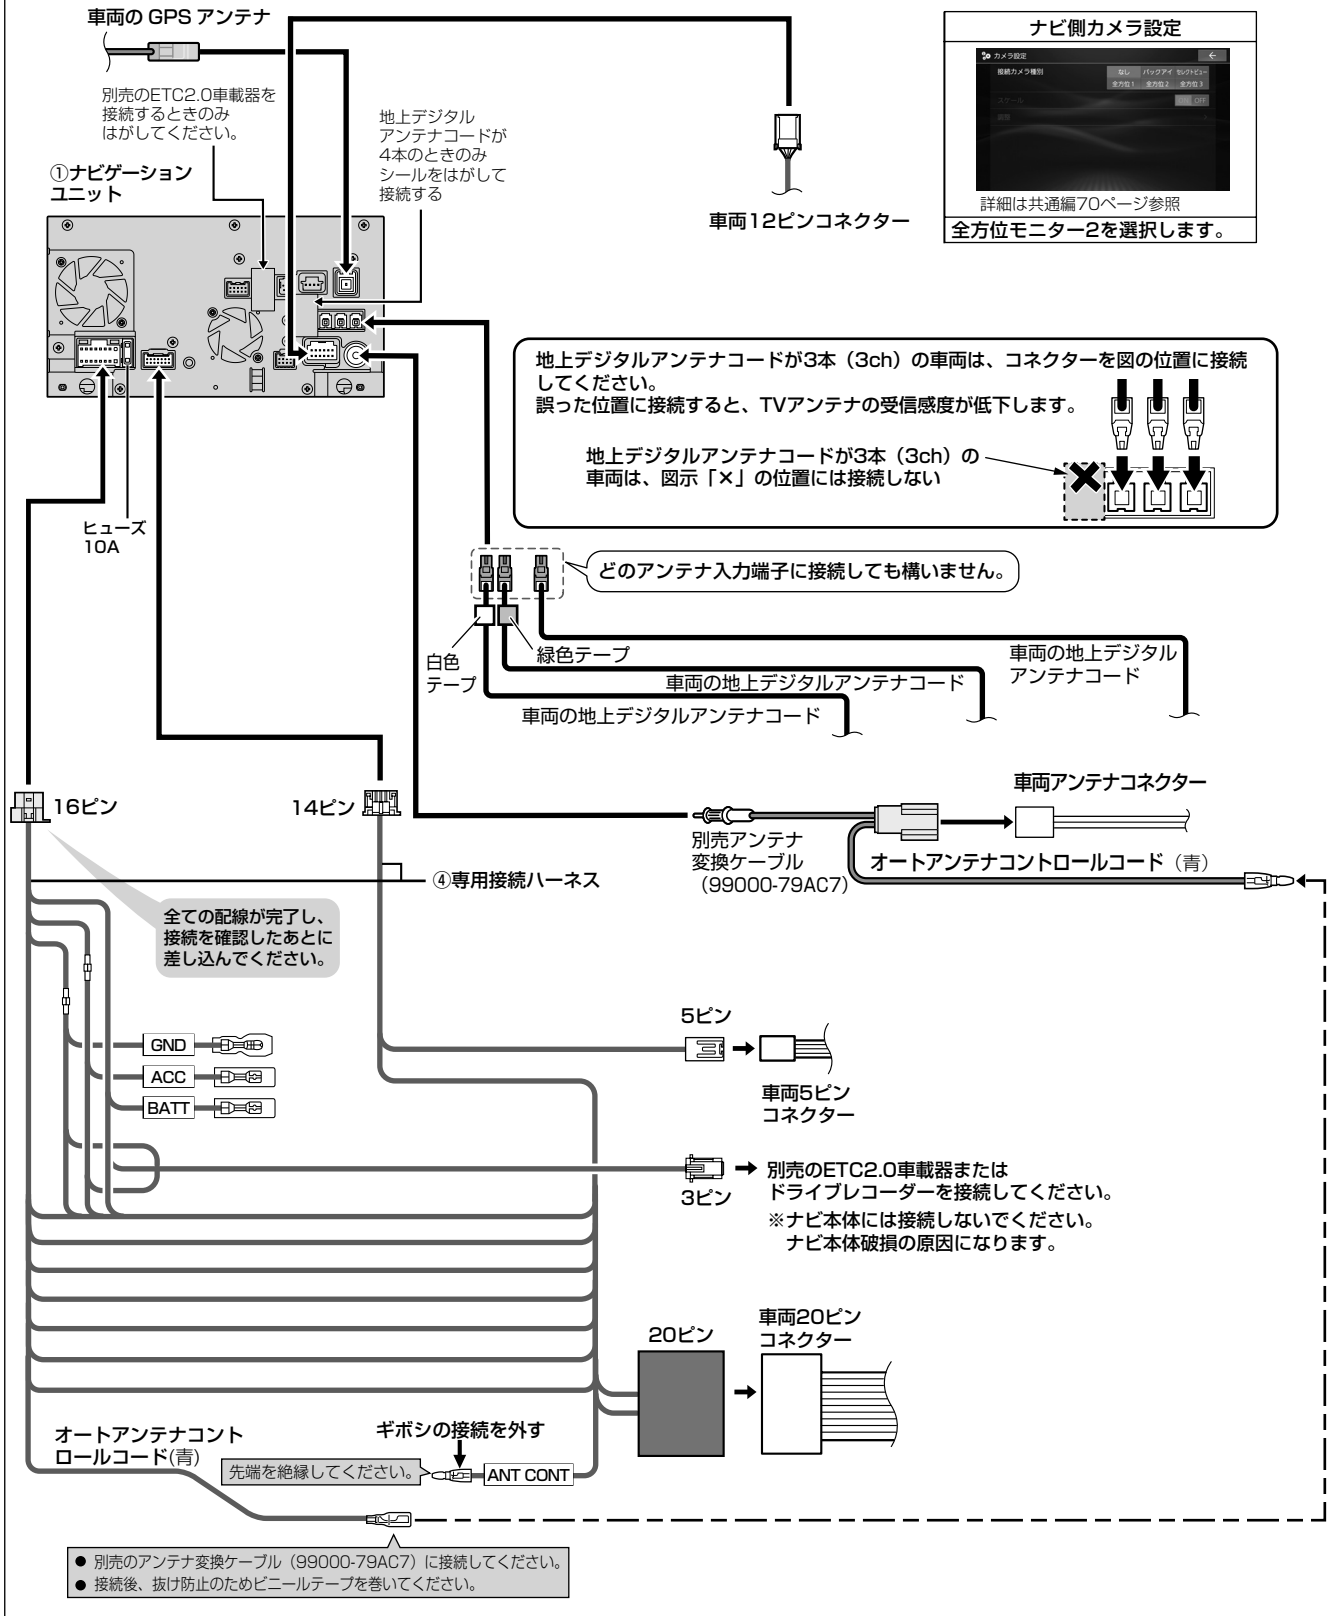 車両の GPS アンテナ
別売のETC2.0車載器を
接続するときのみ
はがしてください。
地上デジタル
アンテナコードが
4本のときのみ
シールをはがして
接続する
①ナビゲーション
ユニット
車両12ピンコネクター
ナビ側カメラ設定
カメラ設定
接続カメラ種別
なし バックアイ セレクトビュー
全方位1 全方位2 全方位3
スケール
ON OFF
調整
詳細は共通編70ページ参照
全方位モニター2を選択します。
地上デジタルアンテナコードが3本（3ch）の車両は、コネクターを図の位置に接続
してください。
誤った位置に接続すると、TVアンテナの受信感度が低下します。
地上デジタルアンテナコードが3本（3ch）の
車両は、図示「×」の位置には接続しない
ヒューズ
10A
どのアンテナ入力端子に接続しても構いません。
白色
テープ
緑色テープ
車両の地上デジタル
アンテナコード
車両の地上デジタルアンテナコード
車両の地上デジタルアンテナコード
16ピン
14ピン
車両アンテナコネクター
別売アンテナ
変換ケーブル
（99000-79AC7）
オートアンテナコントロールコード（青）
④専用接続ハーネス
全ての配線が完了し、
接続を確認したあとに
差し込んでください。
GND
ACC
BATT
5ピン
車両5ピン
コネクター
3ピン
別売のETC2.0車載器または
ドライブレコーダーを接続してください。
※ナビ本体には接続しないでください。
ナビ本体破損の原因になります。
20ピン
車両20ピン
コネクター
オートアンテナコント
ロールコード(青)
ギボシの接続を外す
先端を絶縁してください。
ANT CONT
● 別売のアンテナ変換ケーブル（99000-79AC7）に接続してください。
● 接続後、抜け防止のためビニールテープを巻いてください。